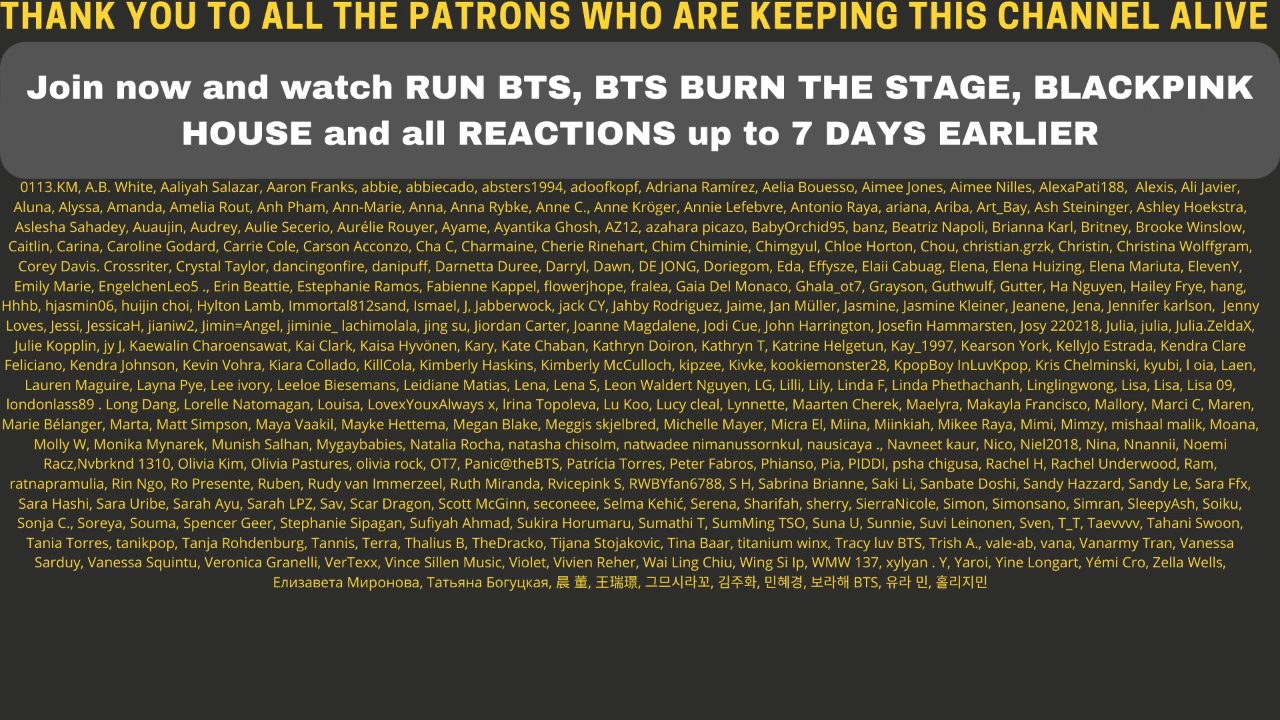 THANK YOU TO ALL THE PATRONS WHO ARE KEEPING THIS CHANNEL ALIVE
Join now and watch RUN BTS, BTS BURN THE STAGE, BLACKPINK
HOUSE and all REACTIONS up to 7 DAYS EARLIER
0113.KM, A.B. White, Aaliyah Salazar, Aaron Franks, abbie, abbiecado, absters1994, adoofkopf, Adriana Ramírez, Aelia Bouesso, Aimee Jones, Aimee Nilles, AlexaPati188, Alexis, Ali Javier,
Aluna, Alyssa, Amanda, Amelia Rout, Anh Pham, Ann-Marie, Anna, Anna Rybke, Anne C., Anne Kröger, Annie Lefebvre, Antonio Raya, ariana, Ariba, Art_Bay, Ash Steininger, Ashley Hoekstra,
Aslesha Sahadey, Auaujin, Audrey, Aulie Secerio, Aurélie Rouyer, Ayame, Ayantika Ghosh, AZ12, azahara picazo, BabyOrchid95, banz, Beatriz Napoli, Brianna Karl, Britney, Brooke Winslow,
Caitlin, Carina, Caroline Godard, Carrie Cole, Carson Acconzo, Cha C, Charmaine, Cherie Rinehart, Chim Chiminie, Chimgyul, Chloe Horton, Chou, christian.grzk, Christin, Christina Wolffgram,
Corey Davis. Crossriter, Crystal Taylor, dancingonfire, danipuff, Darnetta Duree, Darryl, Dawn, DE JONG, Doriegom, Eda, Effysze, Elaii Cabuag, Elena, Elena Huizing, Elena Mariuta, ElevenY,
Emily Marie, EngelchenLeo5 ., Erin Beattie, Estephanie Ramos, Fabienne Kappel, flowerjhope, fralea, Gaia Del Monaco, Ghala_ot7, Grayson, Guthwulf, Gutter, Ha Nguyen, Hailey Frye, hang,
Hhhb, hjasmin06, huijin choi, Hylton Lamb, Immortal812sand, Ismael, J, Jabberwock, jack CY, Jahby Rodriguez, Jaime, Jan Müller, Jasmine, Jasmine Kleiner, Jeanene, Jena, Jennifer karlson, Jenny
Loves, Jessi, JessicaH, jianiw2, Jimin=Angel, jiminie_ lachimolala, jing su, Jiordan Carter, Joanne Magdalene, Jodi Cue, John Harrington, Josefin Hammarsten, Josy 220218, Julia, julia, Julia.ZeldaX,
Julie Kopplin, jy J, Kaewalin Charoensawat, Kai Clark, Kaisa Hyvönen, Kary, Kate Chaban, Kathryn Doiron, Kathryn T, Katrine Helgetun, Kay_1997, Kearson York, KellyJo Estrada, Kendra Clare
Feliciano, Kendra Johnson, Kevin Vohra, Kiara Collado, KillCola, Kimberly Haskins, Kimberly McCulloch, kipzee, Kivke, kookiemonster28, KpopBoy InLuvKpop, Kris Chelminski, kyubi, l oia, Laen,
Lauren Maguire, Layna Pye, Lee ivory, Leeloe Biesemans, Leidiane Matias, Lena, Lena S, Leon Waldert Nguyen, LG, Lilli, Lily, Linda F, Linda Phethachanh, Linglingwong, Lisa, Lisa, Lisa 09,
londonlass89 . Long Dang, Lorelle Natomagan, Louisa, LovexYouxAlways x, lrina Topoleva, Lu Koo, Lucy cleal, Lynnette, Maarten Cherek, Maelyra, Makayla Francisco, Mallory, Marci C, Maren,
Marie Bélanger, Marta, Matt Simpson, Maya Vaakil, Mayke Hettema, Megan Blake, Meggis skjelbred, Michelle Mayer, Micra El, Miina, Miinkiah, Mikee Raya, Mimi, Mimzy, mishaal malik, Moana,
Molly W, Monika Mynarek, Munish Salhan, Mygaybabies, Natalia Rocha, natasha chisolm, natwadee nimanussornkul, nausicaya ., Navneet kaur, Nico, Niel2018, Nina, Nnannii, Noemi
Racz,Nvbrknd 1310, Olivia Kim, Olivia Pastures, olivia rock, OT7, Panic@theBTS, Patrícia Torres, Peter Fabros, Phianso, Pia, PIDDI, psha chigusa, Rachel H, Rachel Underwood, Ram,
ratnapramulia, Rin Ngo, Ro Presente, Ruben, Rudy van Immerzeel, Ruth Miranda, Rvicepink S, RWBYfan6788, S H, Sabrina Brianne, Saki Li, Sanbate Doshi, Sandy Hazzard, Sandy Le, Sara Ffx,
Sara Hashi, Sara Uribe, Sarah Ayu, Sarah LPZ, Sav, Scar Dragon, Scott McGinn, seconeee, Selma Kehić, Serena, Sharifah, sherry, SierraNicole, Simon, Simonsano, Simran, SleepyAsh, Soiku,
Sonja C., Soreya, Souma, Spencer Geer, Stephanie Sipagan, Sufiyah Ahmad, Sukira Horumaru, Sumathi T, SumMing TSO, Suna U, Sunnie, Suvi Leinonen, Sven, T_T, Taevvvv, Tahani Swoon,
Tania Torres, tanikpop, Tanja Rohdenburg, Tannis, Terra, Thalius B, TheDracko, Tijana Stojakovic, Tina Baar, titanium winx, Tracy luv BTS, Trish A., vale-ab, vana, Vanarmy Tran, Vanessa
Sarduy, Vanessa Squintu, Veronica Granelli, VerTexx, Vince Sillen Music, Violet, Vivien Reher, Wai Ling Chiu, Wing Si Ip, WMW 137, xylyan . Y, Yaroi, Yine Longart, Yémi Cro, Zella Wells,
Елизавета Миронова, Татьяна Богуцкая, 晨 董, 王瑞璟, 그므시라꼬, 김주화, 민혜경, 보라해 BTS, 유라 민, 홀리지민